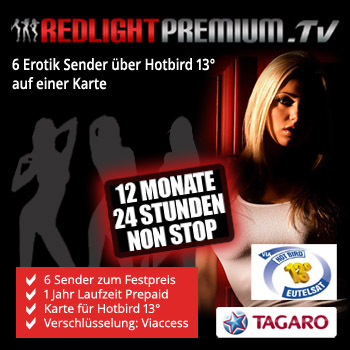 REDLIGHTPREMIUM.TV
6 Erotik Sender über Hotbird 13°
auf einer Karte
12 MONATE
24 STUNDEN
NON STOP
6 Sender zum Festpreis
1 Jahr Laufzeit Prepaid
Karte für Hotbird 13°
Verschlüsselung: Viaccess
HOT BIRD
13°
EUTELSAT
TAGARO